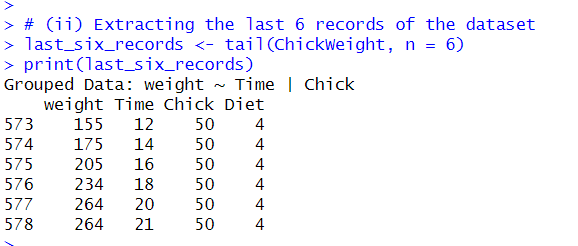 >
> # (ii) Extracting the last 6 records of the dataset
> last_six_records <- tail(ChickWeight, n = 6)
> print(last_six_records)
Grouped Data: weight ~ Time | Chick
    weight Time Chick Diet
573    155   12    50    4
574    175   14    50    4
575    205   16    50    4
576    234   18    50    4
577    264   20    50    4
578    264   21    50    4
>